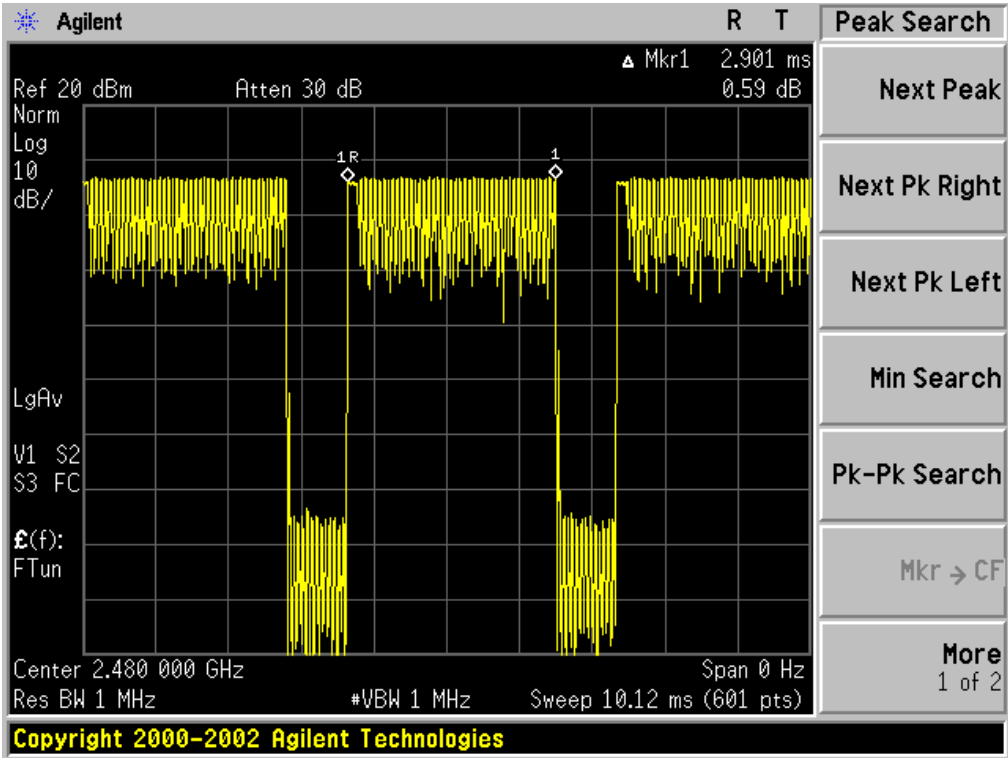 Agilent R T
Peak Search
▵ Mkr1 2.901 ms
Ref 20 dBm Atten 30 dB 0.59 dB
Norm
Log
10
dB/
1R
1
LgAv
V1 S2
S3 FC
£(f):
FTun
Center 2.480 000 GHz Span 0 Hz
Res BW 1 MHz #VBW 1 MHz Sweep 10.12 ms (601 pts)
Copyright 2000-2002 Agilent Technologies
Next Peak
Next Pk Right
Next Pk Left
Min Search
Pk-Pk Search
Mkr → CF
More
1 of 2